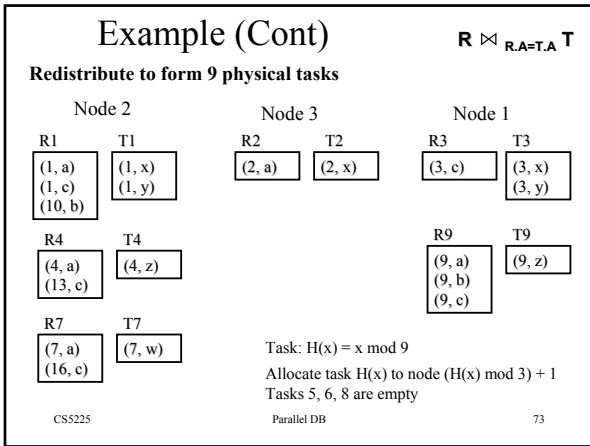 Example (Cont)
R ⋈ R.A=T.A T
Redistribute to form 9 physical tasks
Node 2
Node 3
Node 1
R1
T1
R2
T2
R3
T3
(1, a)
(1, x)
(2, a)
(2, x)
(3, c)
(3, x)
(1, c)
(1, y)
(3, y)
(10, b)
R4
T4
R9
T9
(4, a)
(4, z)
(9, a)
(9, z)
(13, c)
(9, b)
(9, c)
R7
T7
(7, a)
(7, w)
(16, c)
Task: H(x) = x mod 9
Allocate task H(x) to node (H(x) mod 3) + 1
Tasks 5, 6, 8 are empty
CS5225
Parallel DB
73